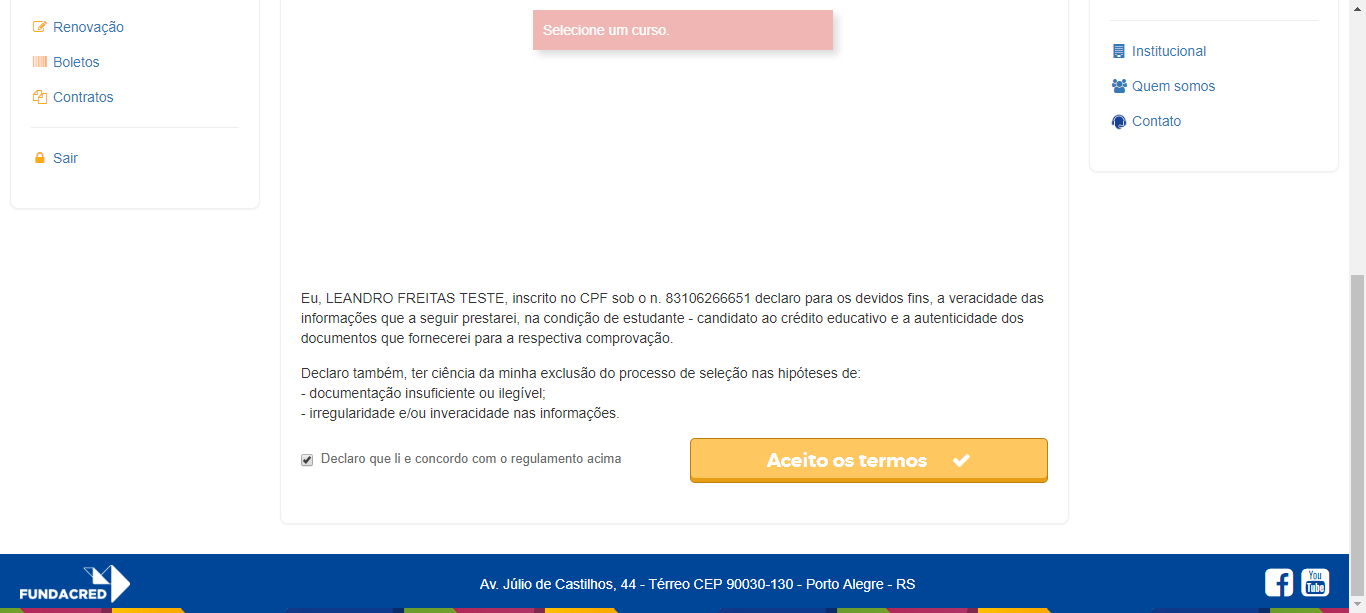 Renovação
Boletos
Contratos
Sair
Selecione um curso.
Eu, LEANDRO FREITAS TESTE, inscrito no CPF sob o n. 83106266651 declaro para os devidos fins, a veracidade das
informações que a seguir prestarei, na condição de estudante - candidato ao crédito educativo e a autenticidade dos
documentos que fornecerei para a respectiva comprovação.
Declaro também, ter ciência da minha exclusão do processo de seleção nas hipóteses de:
- documentação insuficiente ou ilegível;
- irregularidade e/ou inveracidade nas informações.
Declaro que li e concordo com o regulamento acima
Aceito os termos
Institucional
Quem somos
Contato
FUNDACRED
Av. Júlio de Castilhos, 44 - Térreo CEP 90030-130 - Porto Alegre - RS
You
Tube